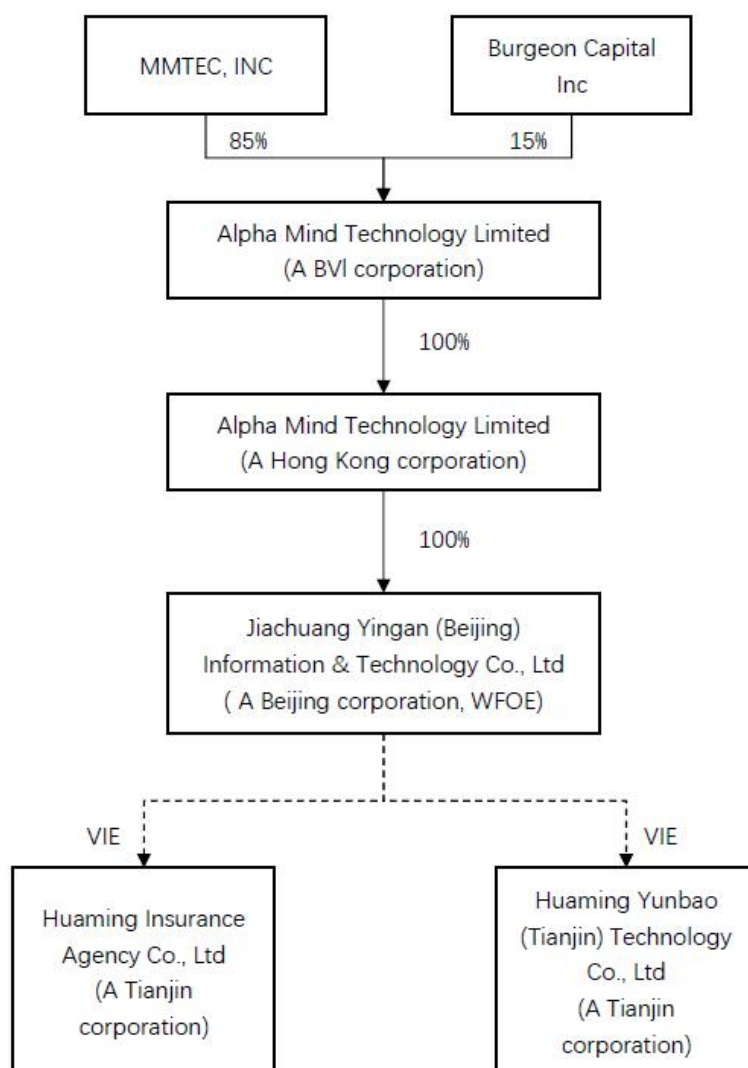 MMTEC, INC
Burgeon Capital
Inc
85%
15%
Alpha Mind Technology Limited
(A BVI corporation)
100%
Alpha Mind Technology Limited
(A Hong Kong corporation)
100%
Jiachuang Yingan (Beijing)
Information & Technology Co., Ltd
( A Beijing corporation, WFOE)
VIE
VIE
Huaming Insurance
Agency Co., Ltd
(A Tianjin
corporation)
Huaming Yunbao
(Tianjin) Technology
Co., Ltd
(A Tianjin
corporation)